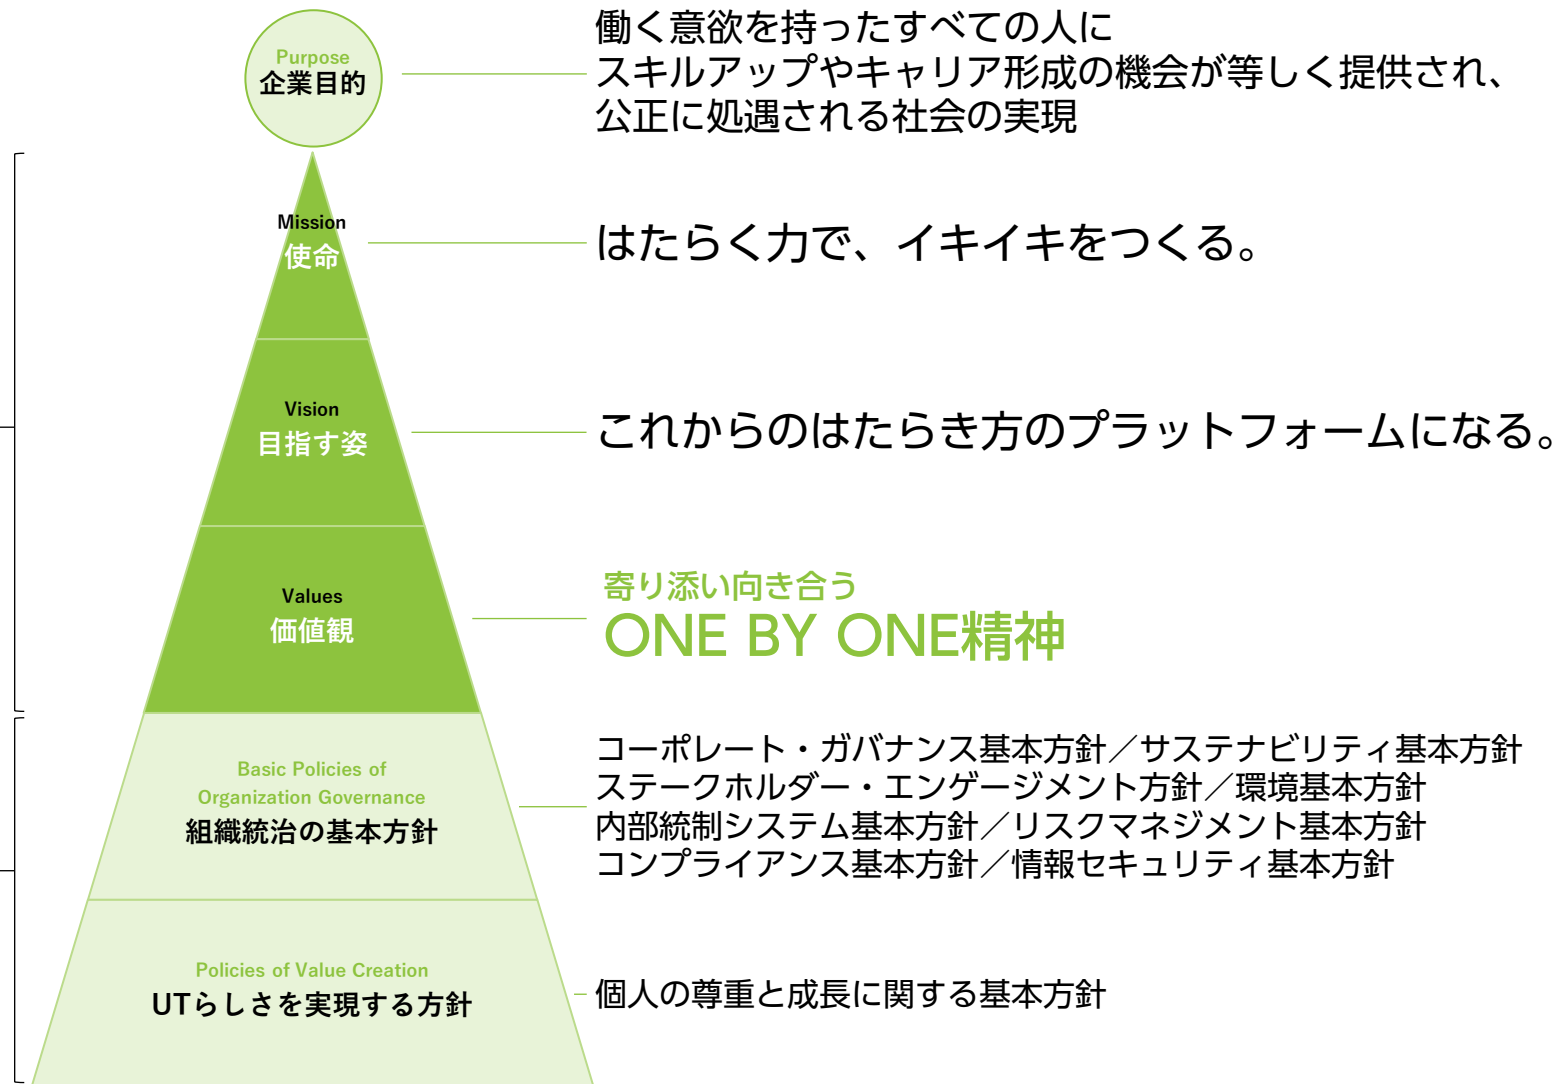 Purpose
企業目的
働く意欲を持ったすべての人に
スキルアップやキャリア形成の機会が等しく提供され、
公正に処遇される社会の実現
Mission
使命
はたらく力で、イキイキをつくる。
Vision
目指す姿
これからのはたらき方のプラットフォームになる。
Values
価値観
寄り添い向き合う
ONE BY ONE精神
Basic Policies of
Organization Governance
組織統治の基本方針
コーポレート・ガバナンス基本方針／サステナビリティ基本方針
ステークホルダー・エンゲージメント方針／環境基本方針
内部統制システム基本方針／リスクマネジメント基本方針
コンプライアンス基本方針／情報セキュリティ基本方針
Policies of Value Creation
UTらしさを実現する方針
個人の尊重と成長に関する基本方針